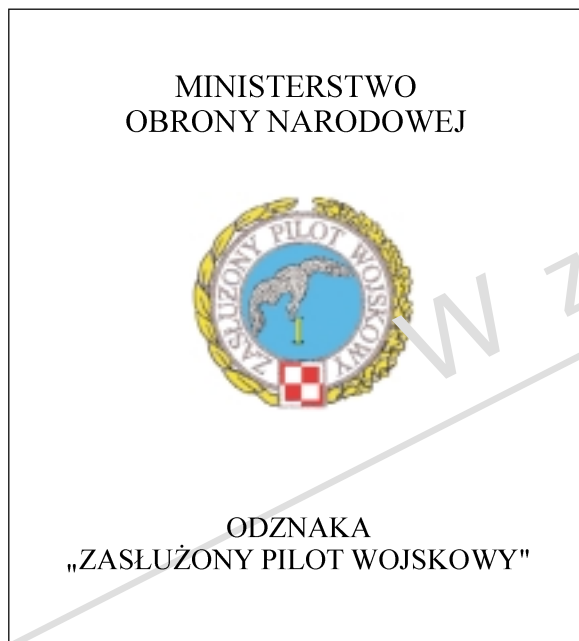 MINISTERSTWO
OBRONY NARODOWEJ
ZASŁUŻONY PILOT WOJSKOWY
I
W z
ODZNAKA
„ZASŁUŻONY PILOT WOJSKOWY"